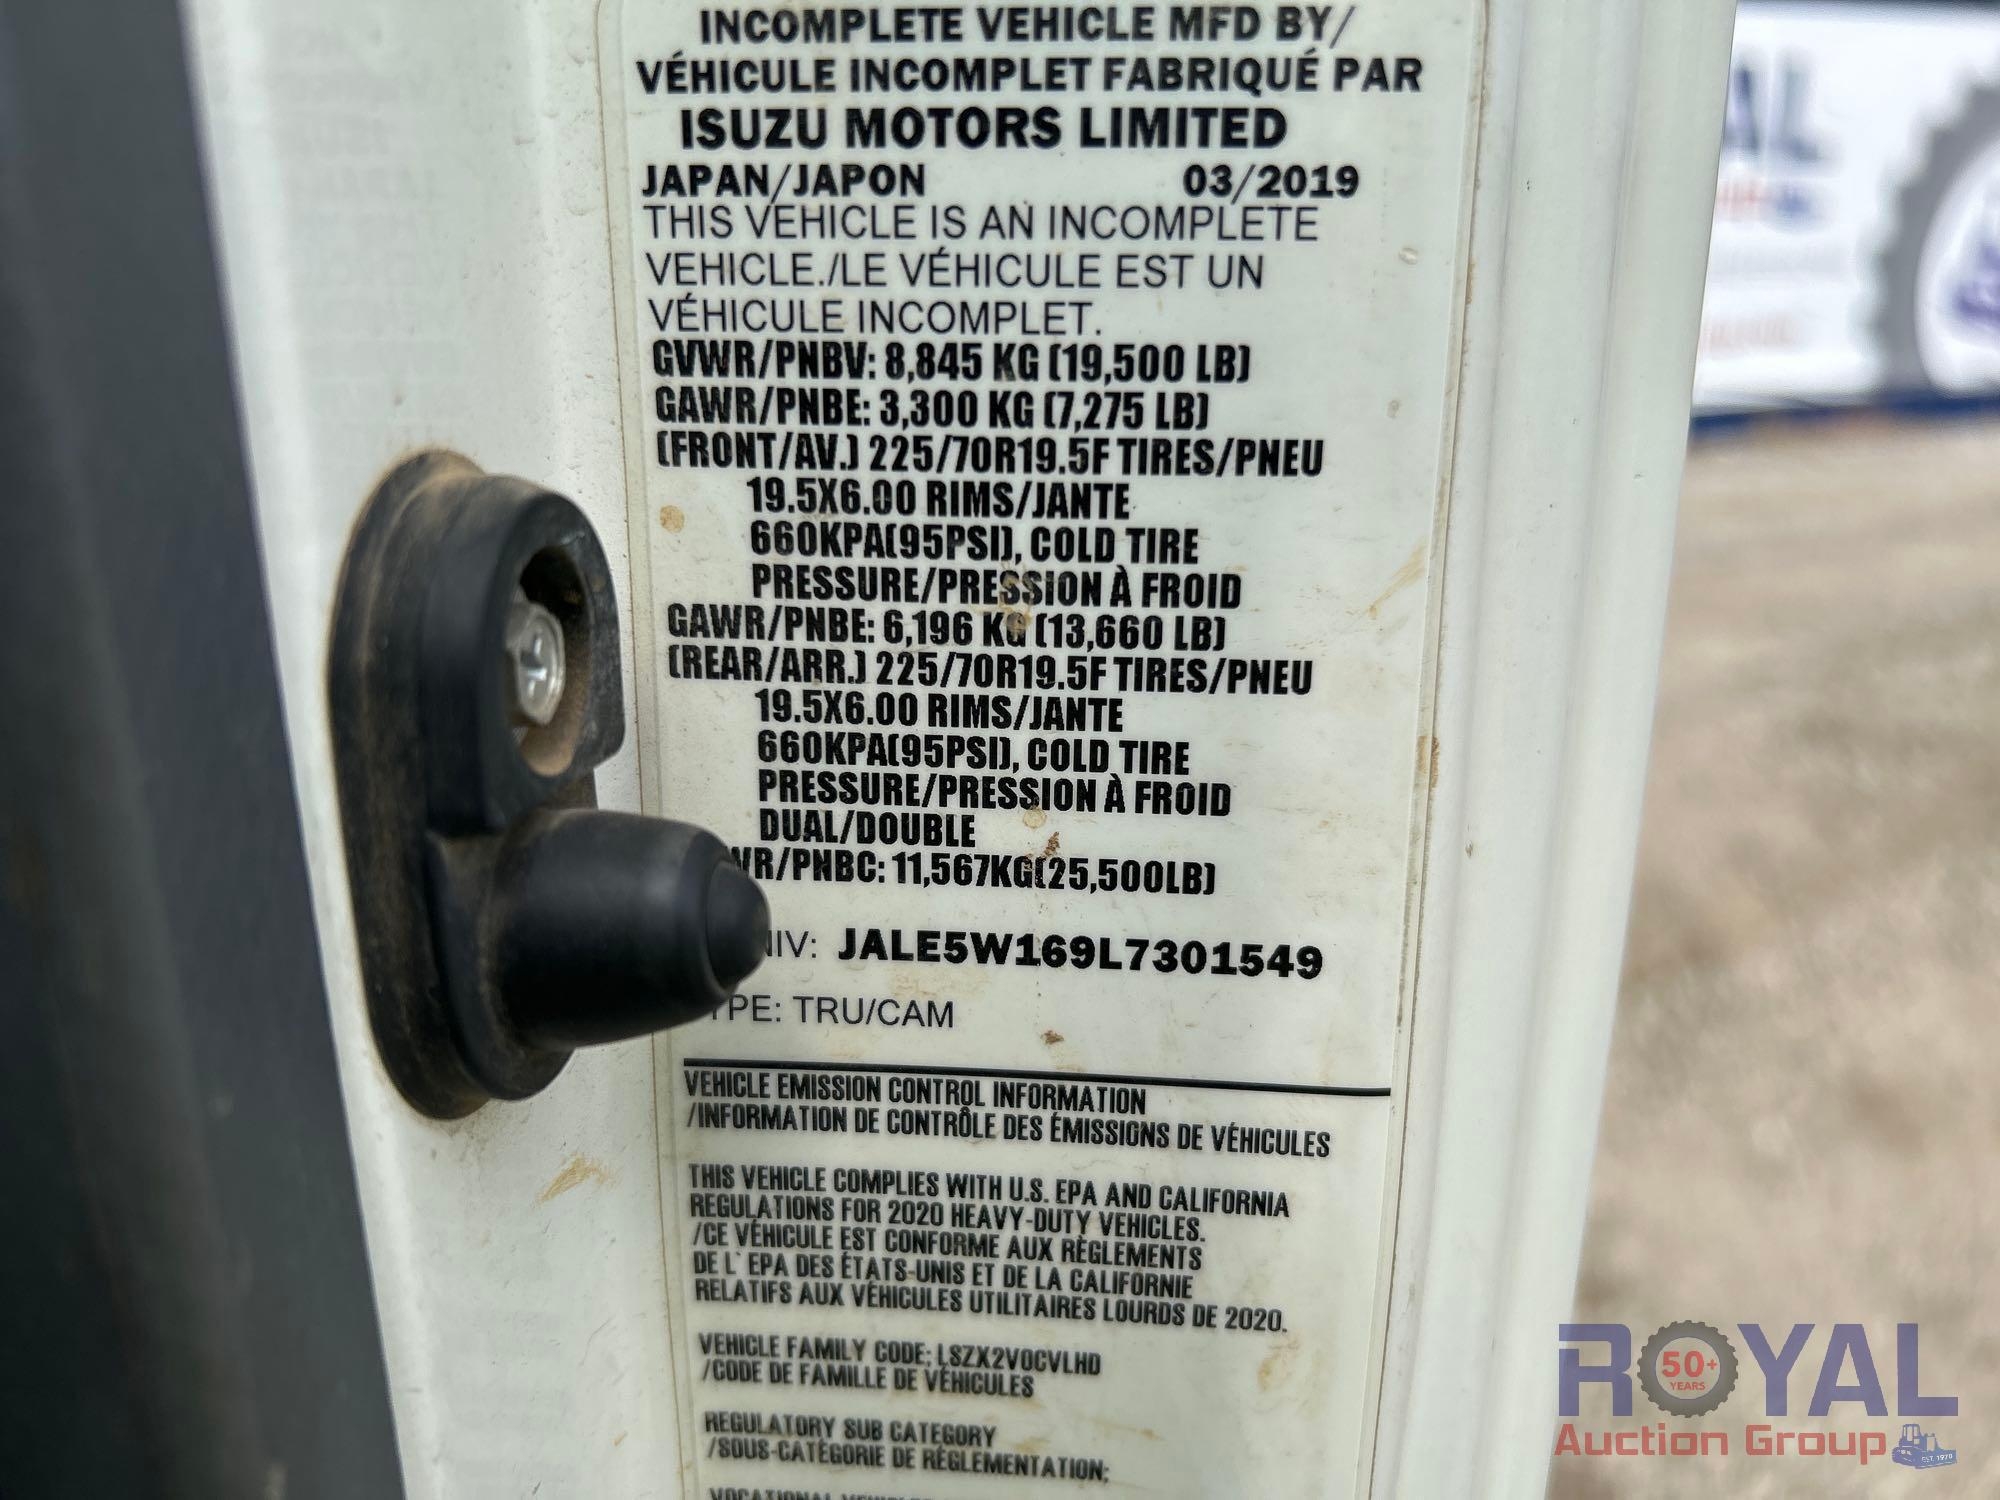 INCOMPLETE VEHICLE MFD BY/
VÉHICULE INCOMPLET FABRIQUÉ PAR
ISUZU MOTORS LIMITED
JAPAN/JAPON 03/2019
THIS VEHICLE IS AN INCOMPLETE
VEHICLE./LE VÉHICULE EST UN
VÉHICULE INCOMPLET.
GVWR/PNBV: 8,845 KG (19,500 LB)
GAWR/PNBE: 3,300 KG (7,275 LB)
(FRONT/AV.) 225/70R19.5F TIRES/PNEU
19.5X6.00 RIMS/JANTE
660KPA(95PSI), COLD TIRE
PRESSURE/PRESSION À FROID
GAWR/PNBE: 6,196 KG (13,660 LB)
(REAR/ARR.) 225/70R19.5F TIRES/PNEU
19.5X6.00 RIMS/JANTE
660KPA(95PSI), COLD TIRE
PRESSURE/PRESSION À FROID
DUAL/DOUBLE
WR/PNBC: 11,567KG(25,500LB)
NIV: JALE5W169L7301549
TYPE: TRU/CAM
VEHICLE EMISSION CONTROL INFORMATION
/INFORMATION DE CONTRÔLE DES ÉMISSIONS DE VÉHICULES
THIS VEHICLE COMPLIES WITH U.S. EPA AND CALIFORNIA
REGULATIONS FOR 2020 HEAVY-DUTY VEHICLES.
/CE VÉHICULE EST CONFORME AUX RÈGLEMENTS
DE L'EPA DES ÉTATS-UNIS ET DE LA CALIFORNIE
RELATIFS AUX VÉHICULES UTILITAIRES LOURDS DE 2020.
VEHICLE FAMILY CODE: LSZX2VOCVLHD
/CODE DE FAMILLE DE VÉHICULES
REGULATORY SUB CATEGORY
/SOUS-CATÉGORIE DE RÉGLEMENTATION:
ROYAL
50+
YEARS
Auction Group
EST. 1970